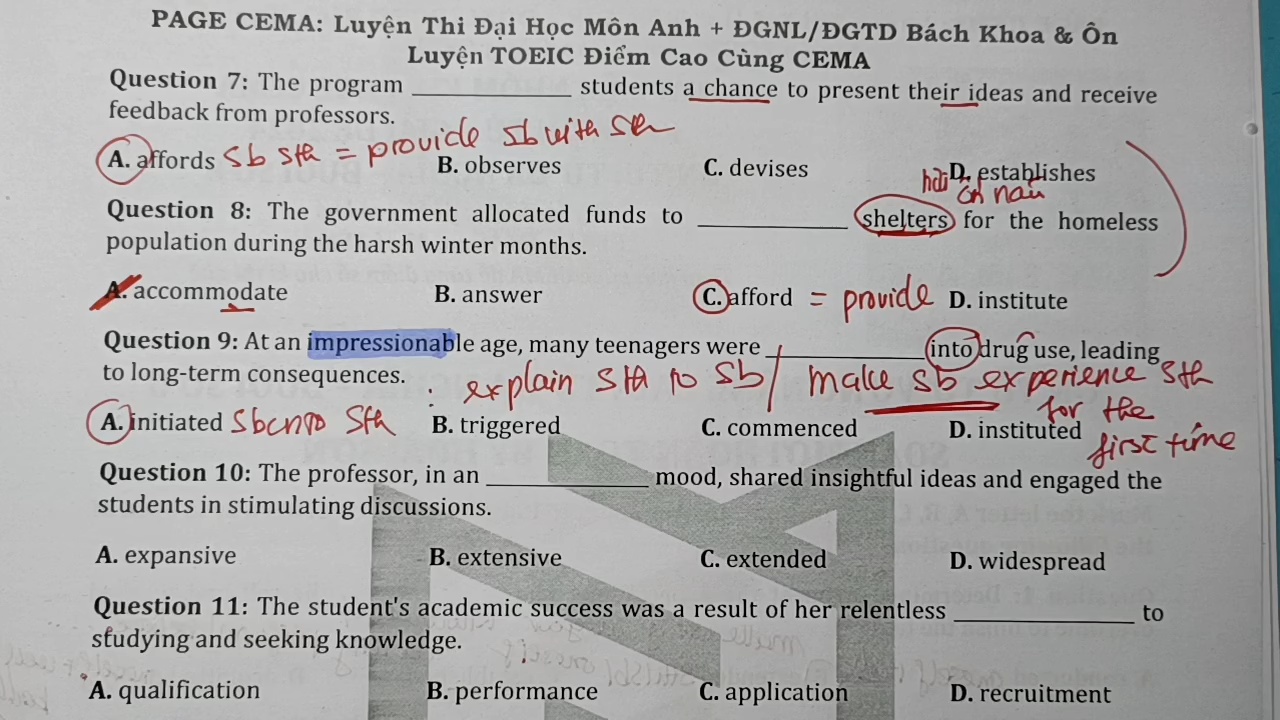 PAGE CEMA: Luyện Thi Đại Học Môn Anh + ĐGNL/ĐGTD Bách Khoa & Ôn
Luyện TOEIC Điểm Cao Cùng CEMA
Question 7: The program ____________ students a chance to present their ideas and receive
feedback from professors.
A. affords sb sth = provide sb with sth B. observes C. devises D. establishes
Question 8: The government allocated funds to ____________ shelters for the homeless
population during the harsh winter months.
A. accommodate B. answer C. afford = provide D. institute
Question 9: At an impressionable age, many teenagers were ____________ into drug use, leading
to long-term consequences. : explain sth to sb / make sb experience sth
for the
first time
A. initiated sb into sth B. triggered C. commenced D. instituted
Question 10: The professor, in an ____________ mood, shared insightful ideas and engaged the
students in stimulating discussions.
A. expansive B. extensive C. extended D. widespread
Question 11: The student's academic success was a result of her relentless ____________ to
studying and seeking knowledge.
A. qualification B. performance C. application D. recruitment